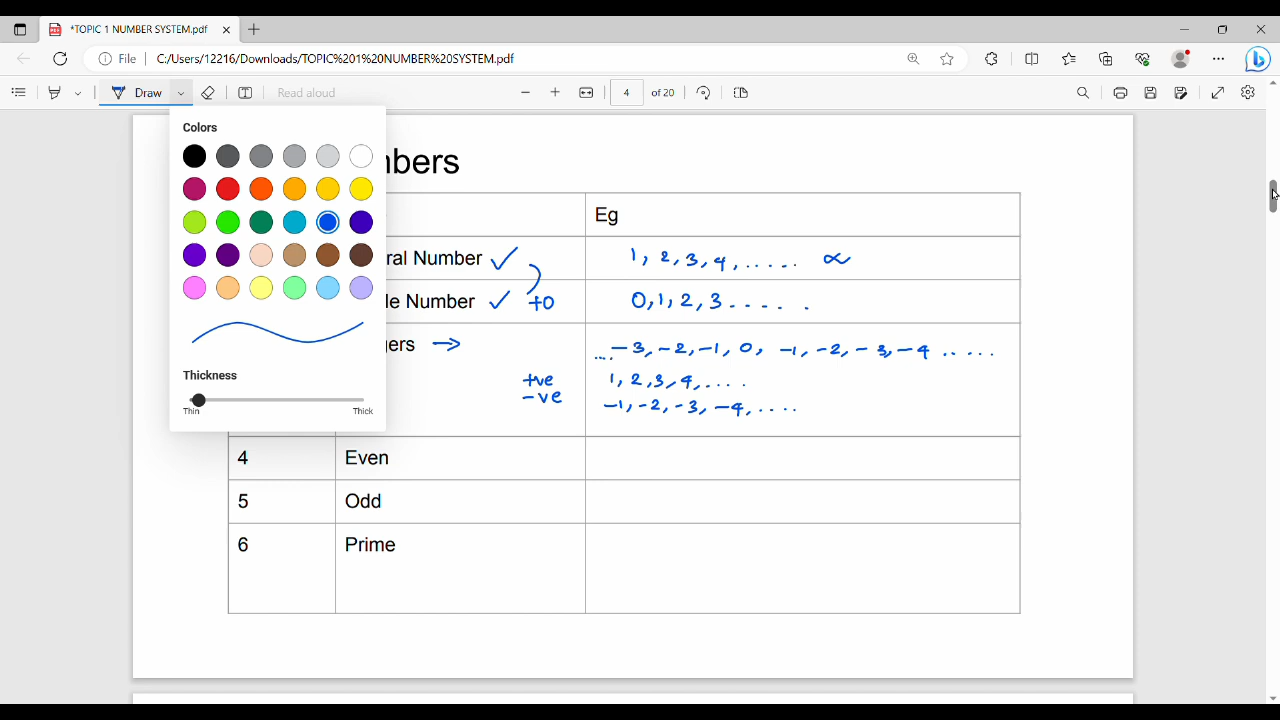 *TOPIC 1 NUMBER SYSTEM.pdf
File C:/Users/12216/Downloads/TOPIC%201%20NUMBER%20SYSTEM.pdf
Draw Read aloud 4 of 20
Colors
Thickness
Thin Thick
nbers
Eg
ral Number ✓ 1, 2, 3, 4, ..... ∞
le Number ✓ +0 0, 1, 2, 3 ..... .
gers → .... -3, -2, -1, 0, -1, -2, -3, -4 ......
+ve 1, 2, 3, 4, ....
-ve -1, -2, -3, -4, ....
4 Even
5 Odd
6 Prime